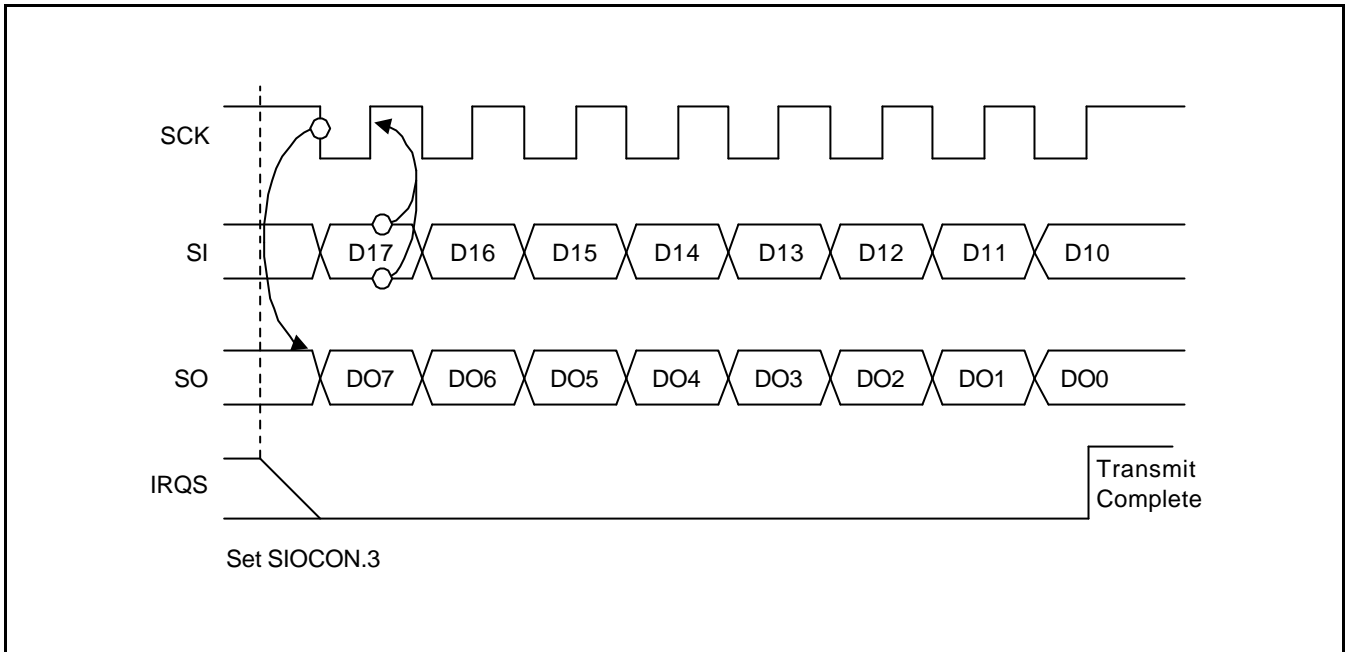 SCK
SI
D17 D16 D15 D14 D13 D12 D11 D10
SO
DO7 DO6 DO5 DO4 DO3 DO2 DO1 DO0
IRQS
Transmit
Complete
Set SIOCON.3